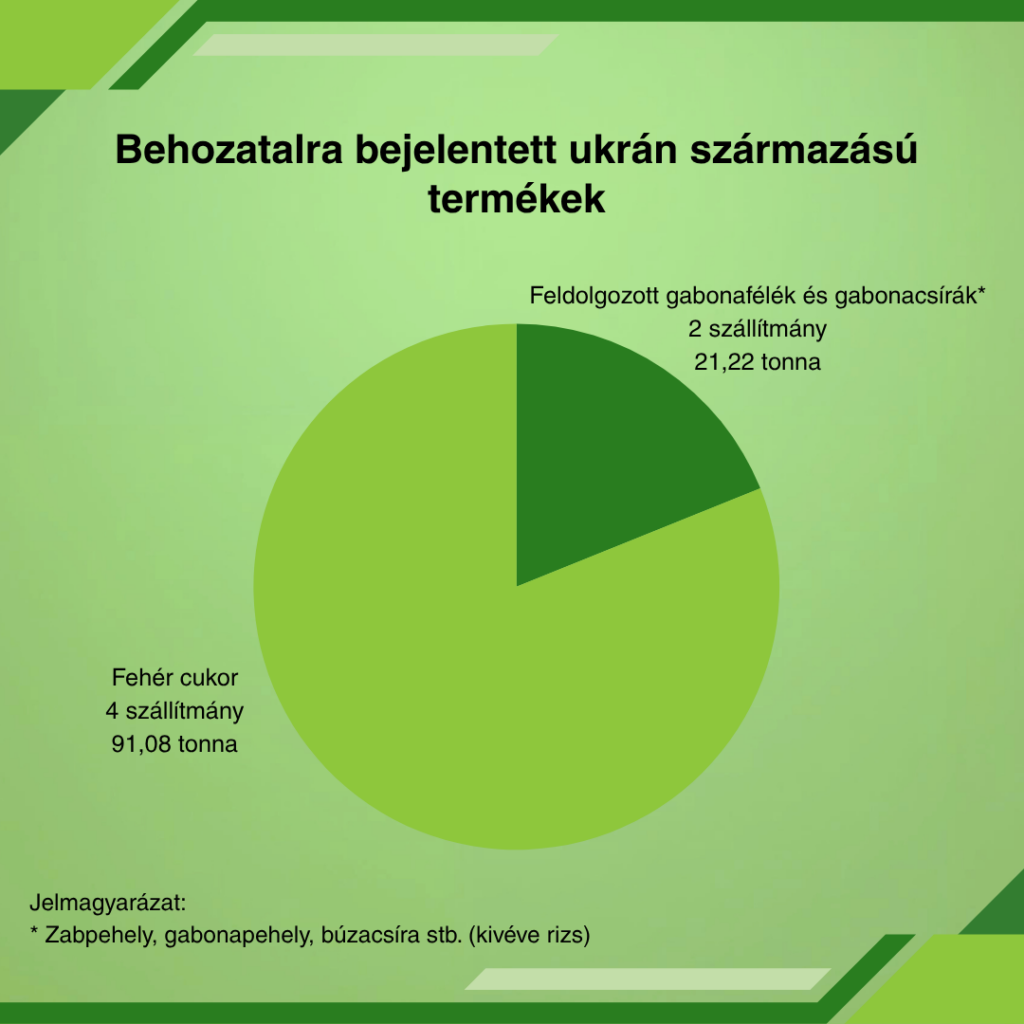 Behozatalra bejelentett ukrán származású
termékek
Feldolgozott gabonafélék és gabonacsírák*
2 szállítmány
21,22 tonna
Fehér cukor
4 szállítmány
91,08 tonna
Jelmagyarázat:
* Zabpehely, gabonapehely, búzacsíra stb. (kivéve rizs)